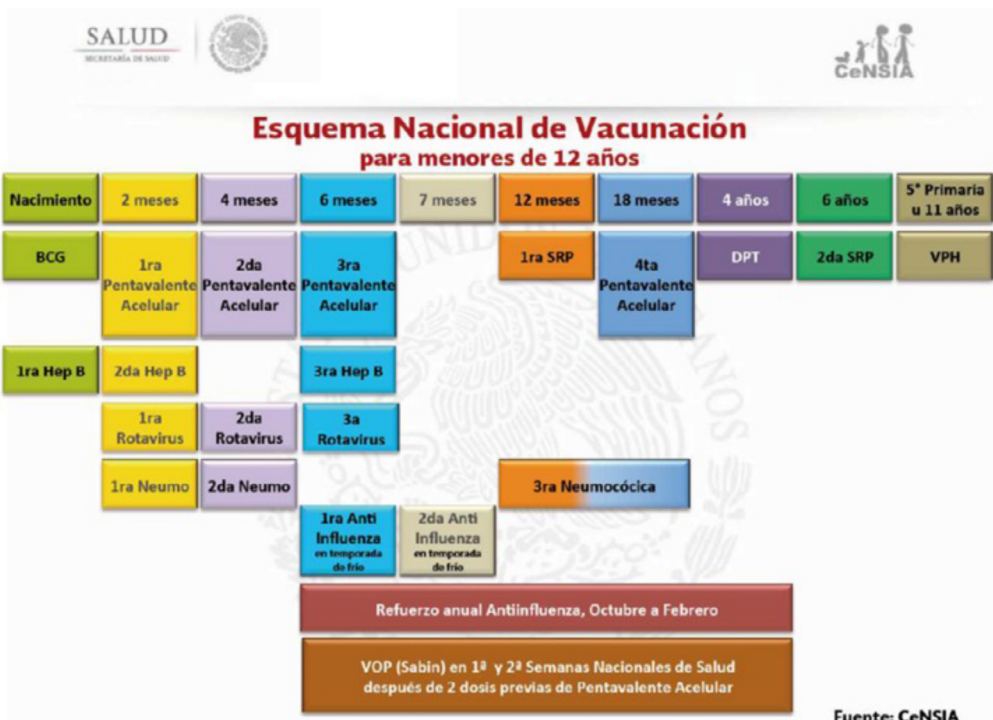 SALUD
SECRETARÍA DE SALUD
CeNSIA
Esquema Nacional de Vacunación
para menores de 12 años
Nacimiento
2 meses
4 meses
6 meses
7 meses
12 meses
18 meses
4 años
6 años
5° Primaria
u 11 años
BCG
1ra
Pentavalente
Acelular
2da
Pentavalente
Acelular
3ra
Pentavalente
Acelular
1ra SRP
4ta
Pentavalente
Acelular
DPT
2da SRP
VPH
1ra Hep B
2da Hep B
3ra Hep B
1ra
Rotavirus
2da
Rotavirus
3a
Rotavirus
1ra Neumo
2da Neumo
3ra Neumocócica
1ra Anti
Influenza
en temporada
de frío
2da Anti
Influenza
en temporada
de frío
Refuerzo anual Antiinfluenza, Octubre a Febrero
VOP (Sabin) en 1ª y 2ª Semanas Nacionales de Salud
después de 2 dosis previas de Pentavalente Acelular
Fuente: CeNSIA